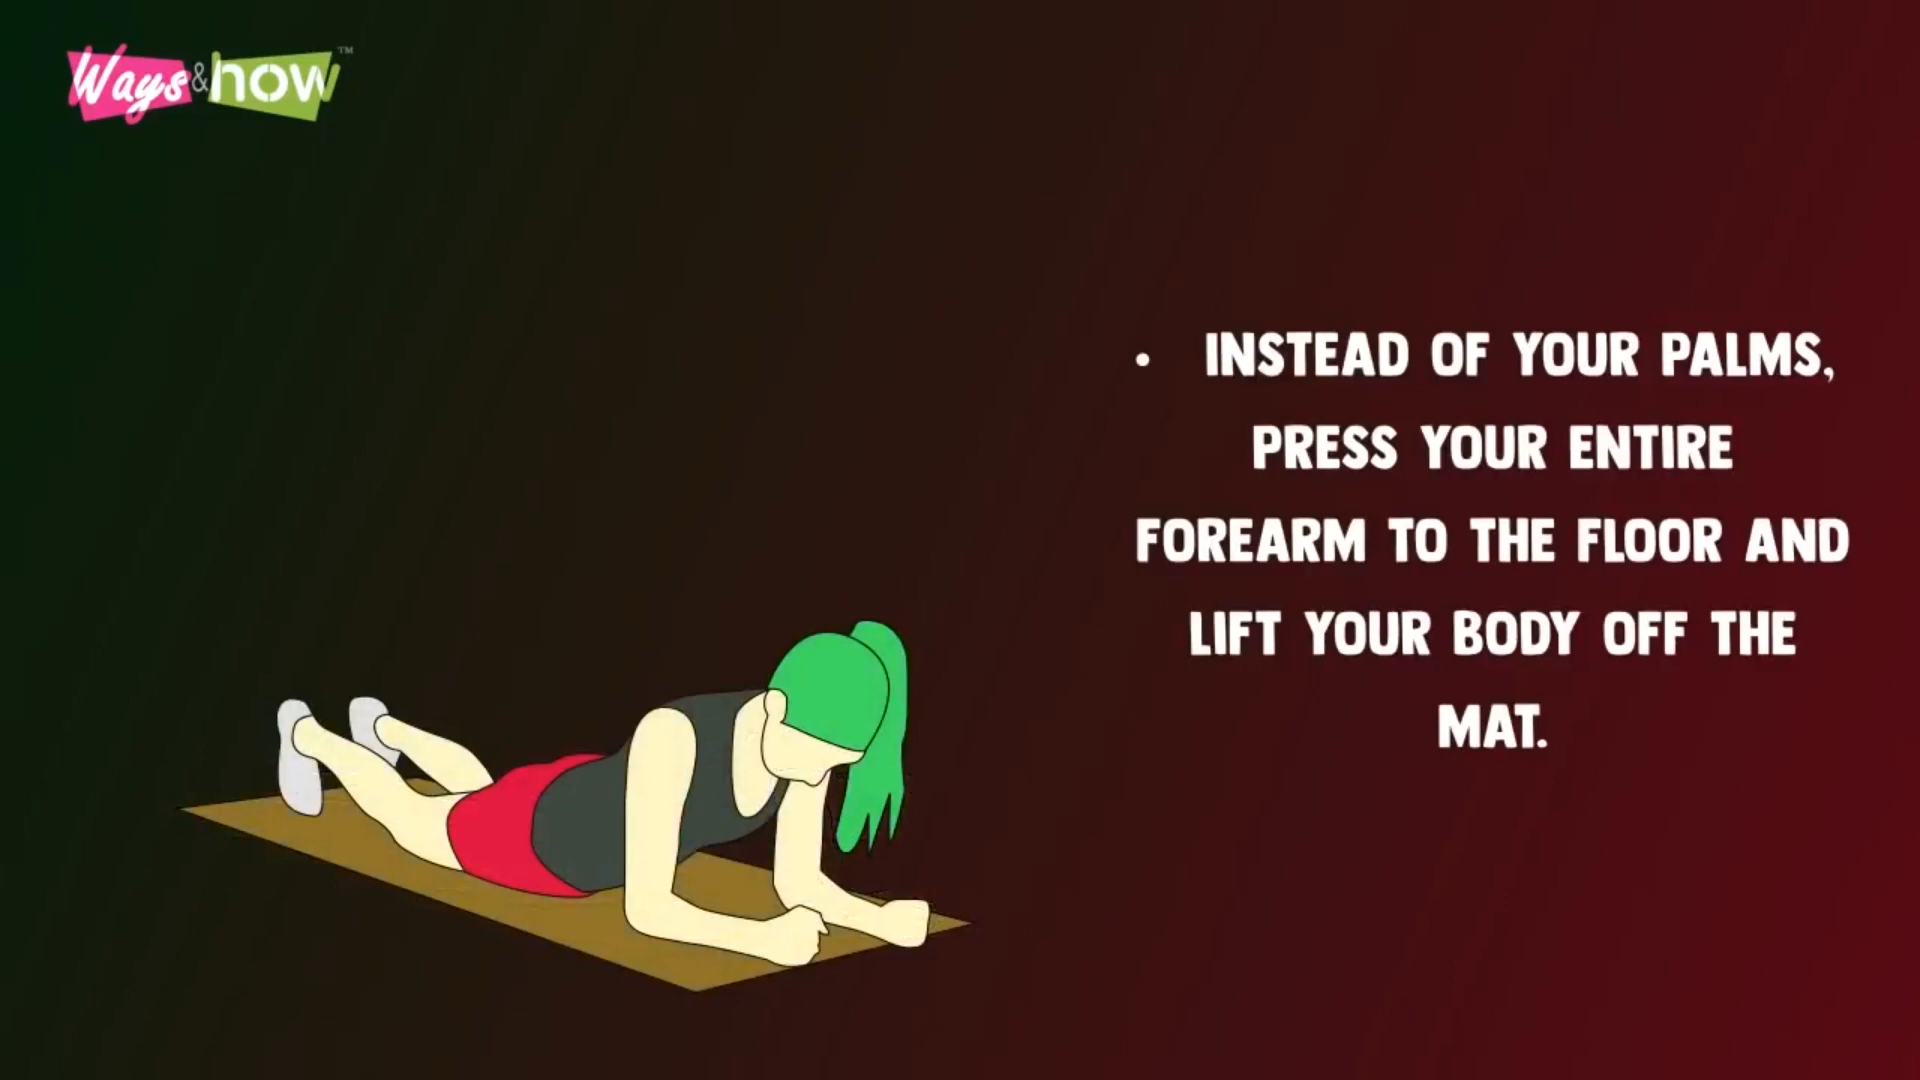 Ways&how™
• INSTEAD OF YOUR PALMS,
PRESS YOUR ENTIRE
FOREARM TO THE FLOOR AND
LIFT YOUR BODY OFF THE
MAT.